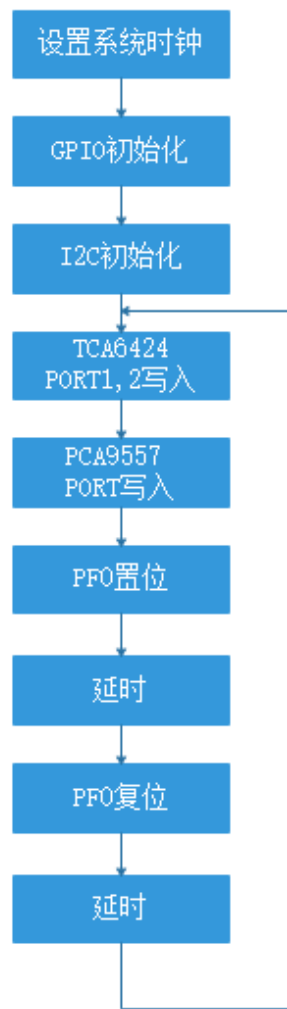 设置系统时钟
GPIO初始化
I2C初始化
TCA6424
PORT1,2写入
PCA9557
PORT写入
PF0置位
延时
PF0复位
延时